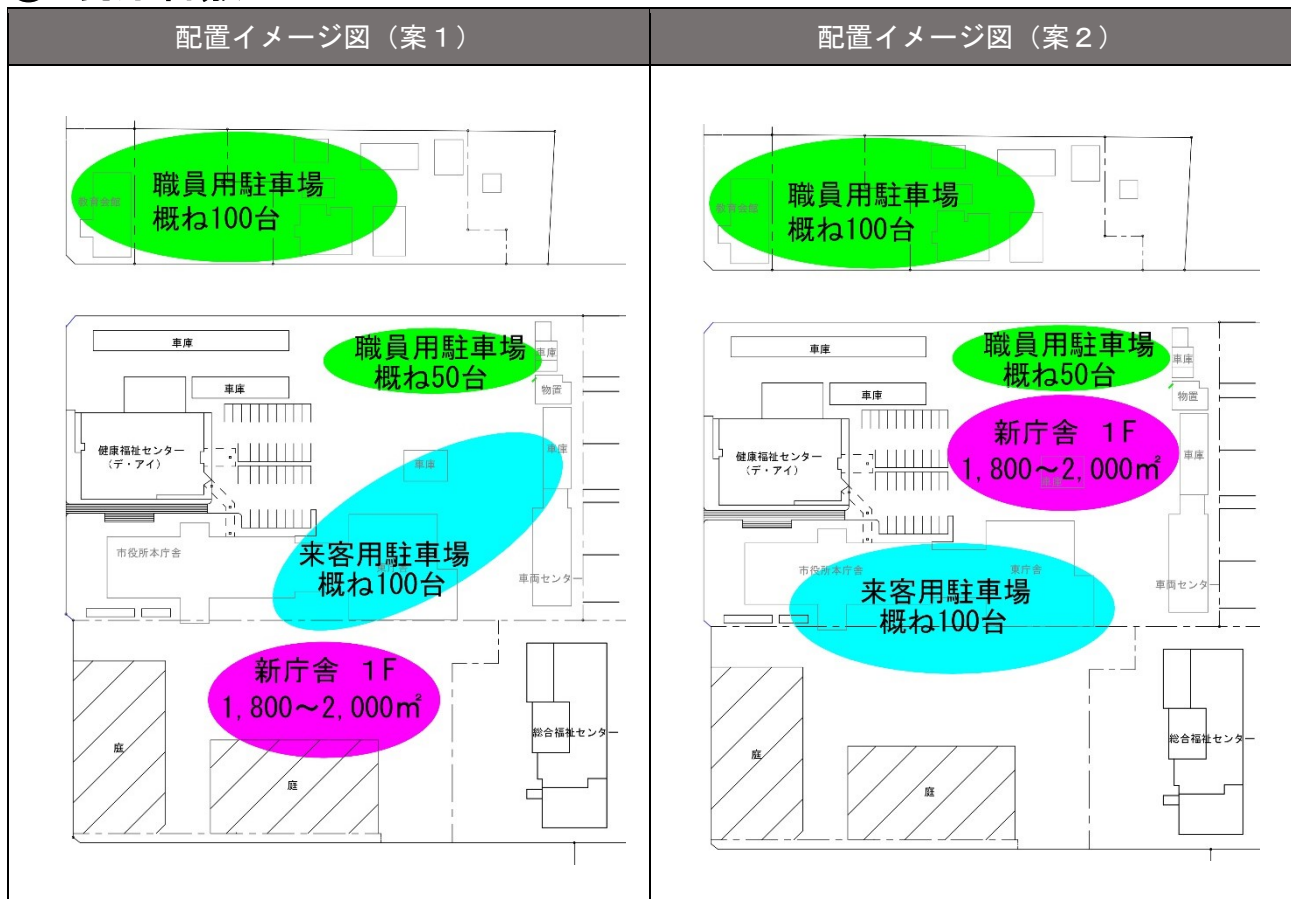 配置イメージ図（案１）
職員用駐車場
概ね100台
教育会館
車庫
職員用駐車場
概ね50台
車庫
車庫
物置
健康福祉センター
（デ・アイ）
車庫
車庫
市役所本庁舎
来客用駐車場
概ね100台
車両センター
新庁舎 １F
1,800～2,000㎡
総合福祉センター
庭
庭
配置イメージ図（案２）
職員用駐車場
概ね100台
教育会館
車庫
職員用駐車場
概ね50台
車庫
車庫
物置
新庁舎 １F
1,800～2,000㎡
健康福祉センター
（デ・アイ）
車庫
車庫
市役所本庁舎
東庁舎
来客用駐車場
概ね100台
車両センター
総合福祉センター
庭
庭